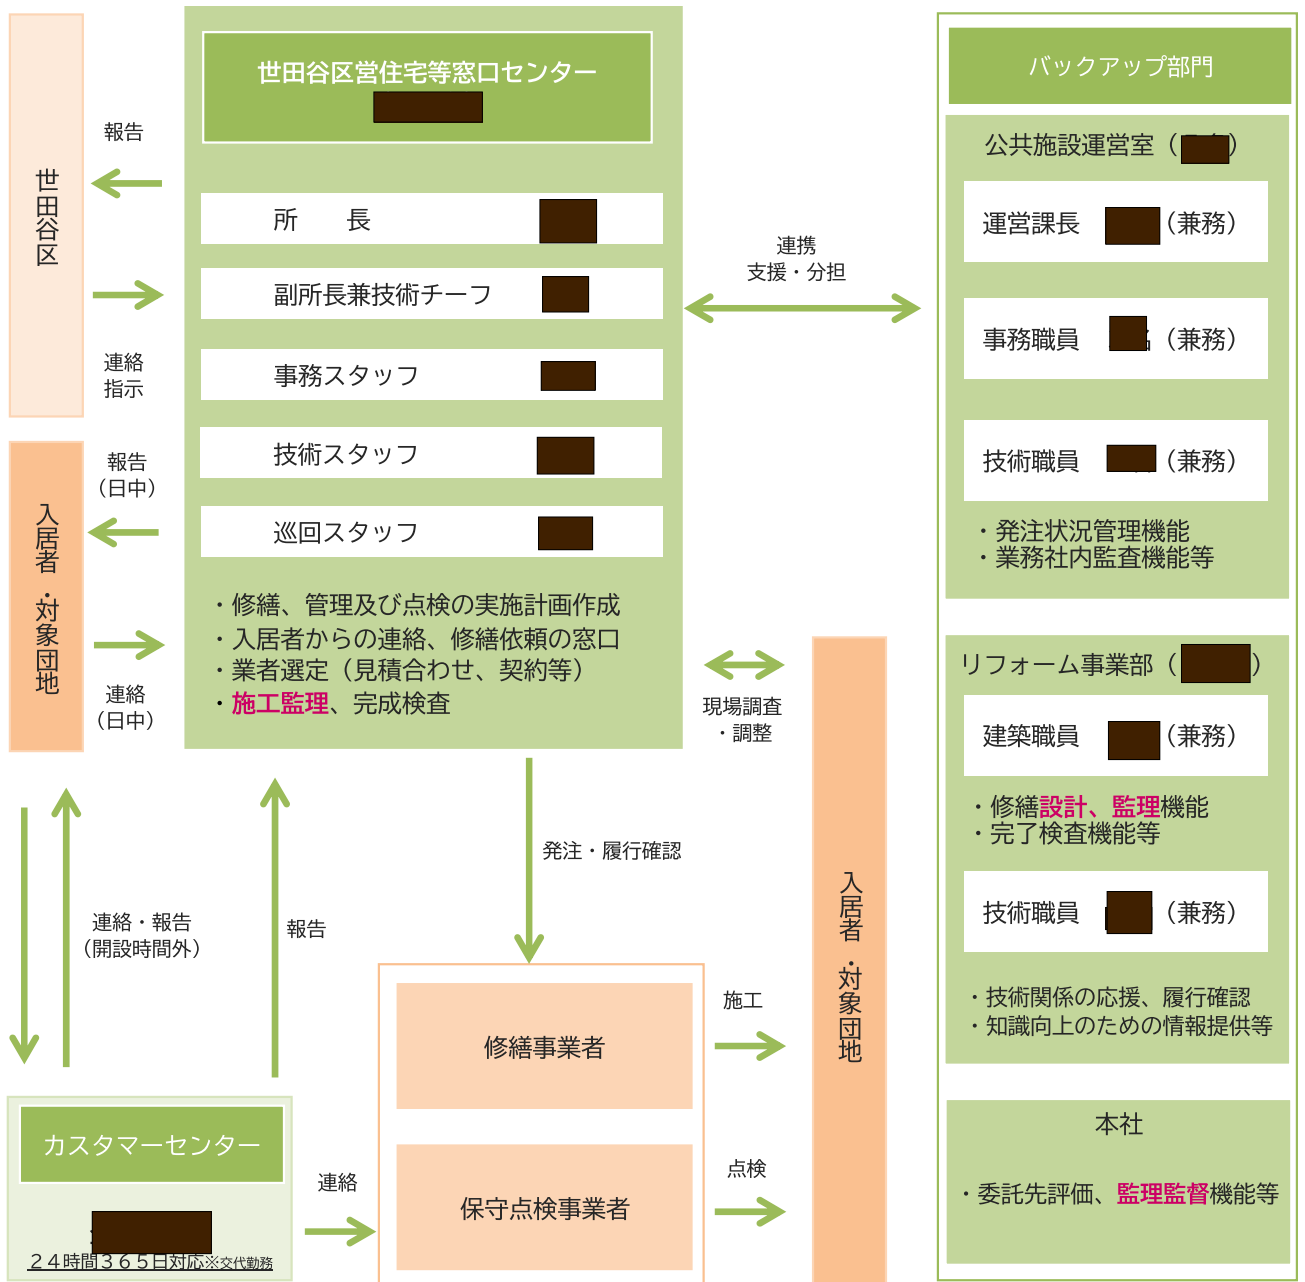 世田谷区
報告
連絡
指示
入居者・対象団地
報告
（日中）
連絡
（日中）
世田谷区営住宅等窓口センター
所　　長
副所長兼技術チーフ
事務スタッフ
技術スタッフ
巡回スタッフ
・修繕、管理及び点検の実施計画作成
・入居者からの連絡、修繕依頼の窓口
・業者選定（見積合わせ、契約等）
・施工監理、完成検査
連携
支援・分担
現場調査
・調整
バックアップ部門
公共施設運営室（　　）
運営課長　（兼務）
事務職員　（兼務）
技術職員　（兼務）
・発注状況管理機能
・業務社内監査機能等
リフォーム事業部（　　）
建築職員　（兼務）
・修繕設計、監理機能
・完了検査機能等
技術職員　（兼務）
・技術関係の応援、履行確認
・知識向上のための情報提供等
本社
・委託先評価、監理監督機能等
連絡・報告
（開設時間外）
報告
発注・履行確認
修繕事業者
保守点検事業者
施工
点検
入居者・対象団地
カスタマーセンター
２４時間３６５日対応※交代勤務
連絡